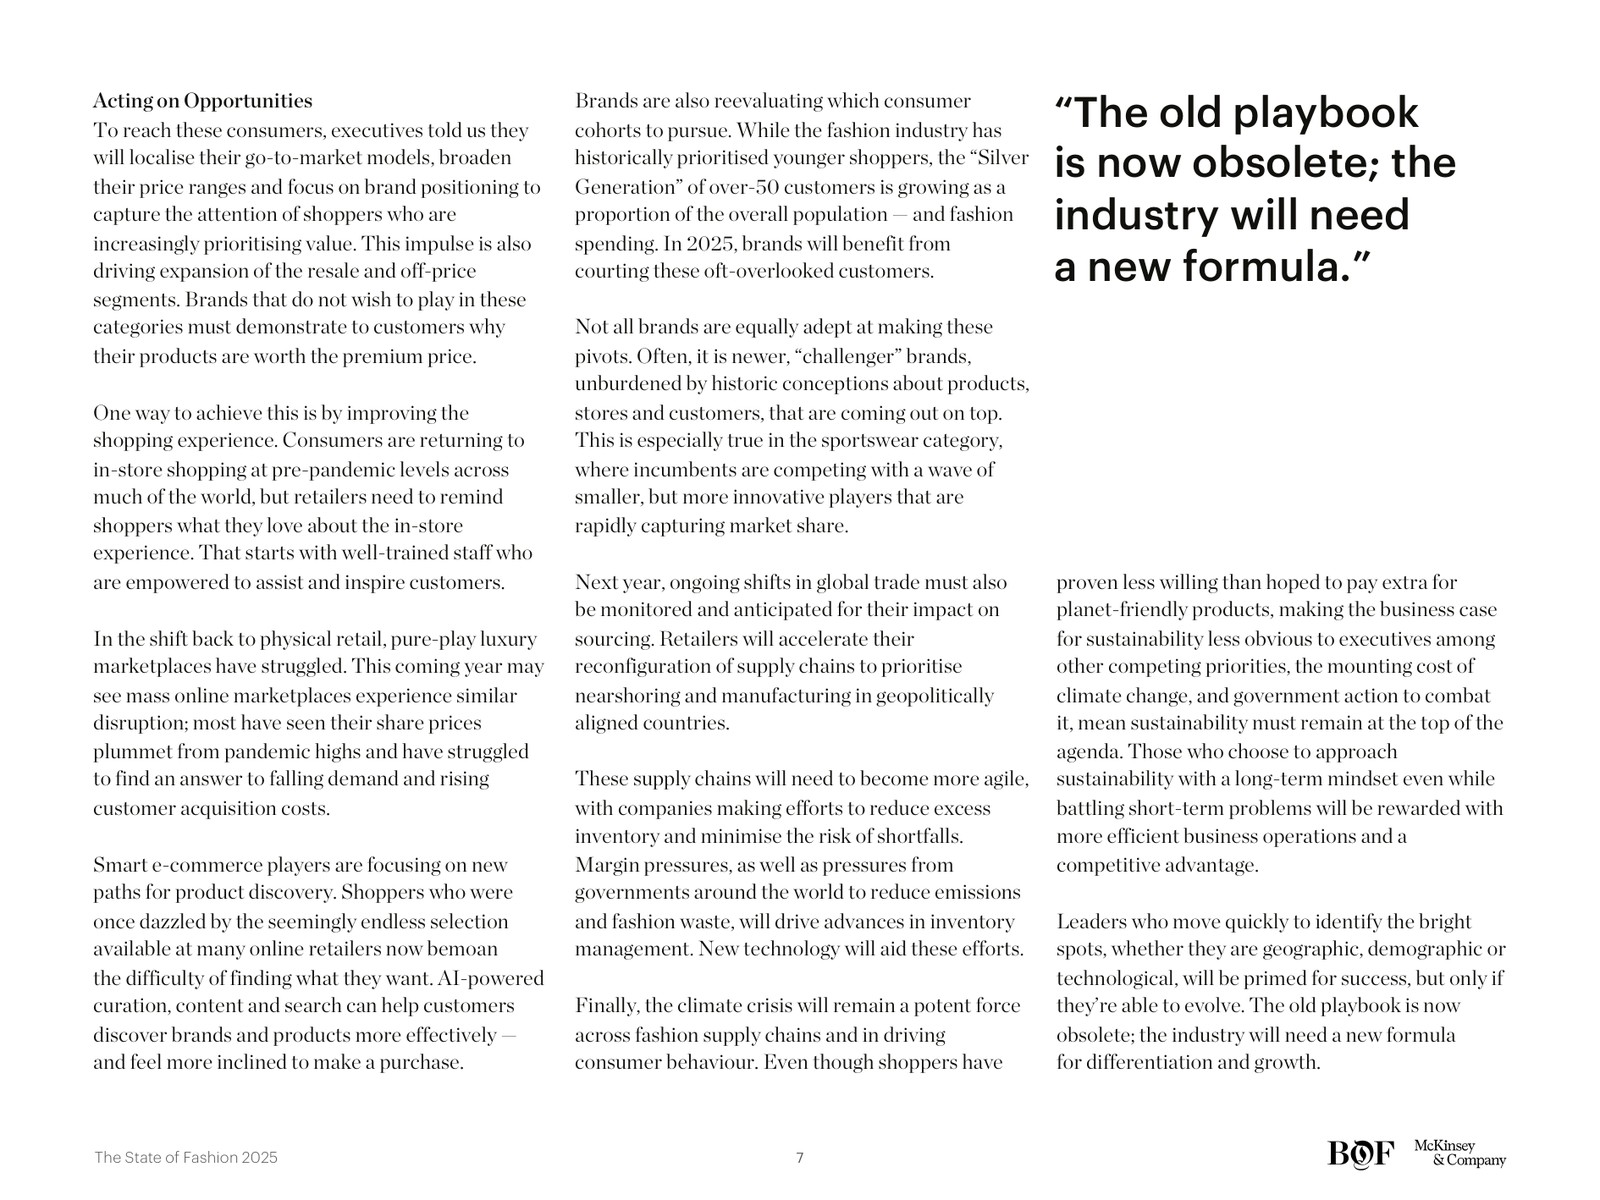 Acting on Opportunities
To reach these consumers, executives told us they
will localise their go-to-market models, broaden
their price ranges and focus on brand positioning to
capture the attention of shoppers who are
increasingly prioritising value. This impulse is also
driving expansion of the resale and off-price
segments. Brands that do not wish to play in these
categories must demonstrate to customers why
their products are worth the premium price.
One way to achieve this is by improving the
shopping experience. Consumers are returning to
in-store shopping at pre-pandemic levels across
much of the world, but retailers need to remind
shoppers what they love about the in-store
experience. That starts with well-trained staff who
are empowered to assist and inspire customers.
In the shift back to physical retail, pure-play luxury
marketplaces have struggled. This coming year may
see mass online marketplaces experience similar
disruption; most have seen their share prices
plummet from pandemic highs and have struggled
to find an answer to falling demand and rising
customer acquisition costs.
Smart e-commerce players are focusing on new
paths for product discovery. Shoppers who were
once dazzled by the seemingly endless selection
available at many online retailers now bemoan
the difficulty of finding what they want. AI-powered
curation, content and search can help customers
discover brands and products more effectively —
and feel more inclined to make a purchase.
Brands are also reevaluating which consumer
cohorts to pursue. While the fashion industry has
historically prioritised younger shoppers, the “Silver
Generation” of over-50 customers is growing as a
proportion of the overall population — and fashion
spending. In 2025, brands will benefit from
courting these oft-overlooked customers.
Not all brands are equally adept at making these
pivots. Often, it is newer, “challenger” brands,
unburdened by historic conceptions about products,
stores and customers, that are coming out on top.
This is especially true in the sportswear category,
where incumbents are competing with a wave of
smaller, but more innovative players that are
rapidly capturing market share.
Next year, ongoing shifts in global trade must also
be monitored and anticipated for their impact on
sourcing. Retailers will accelerate their
reconfiguration of supply chains to prioritise
nearshoring and manufacturing in geopolitically
aligned countries.
These supply chains will need to become more agile,
with companies making efforts to reduce excess
inventory and minimise the risk of shortfalls.
Margin pressures, as well as pressures from
governments around the world to reduce emissions
and fashion waste, will drive advances in inventory
management. New technology will aid these efforts.
Finally, the climate crisis will remain a potent force
across fashion supply chains and in driving
consumer behaviour. Even though shoppers have
“The old playbook
is now obsolete; the
industry will need
a new formula.”
proven less willing than hoped to pay extra for
planet-friendly products, making the business case
for sustainability less obvious to executives among
other competing priorities, the mounting cost of
climate change, and government action to combat
it, mean sustainability must remain at the top of the
agenda. Those who choose to approach
sustainability with a long-term mindset even while
battling short-term problems will be rewarded with
more efficient business operations and a
competitive advantage.
Leaders who move quickly to identify the bright
spots, whether they are geographic, demographic or
technological, will be primed for success, but only if
they’re able to evolve. The old playbook is now
obsolete; the industry will need a new formula
for differentiation and growth.
The State of Fashion 2025
7
BOF
McKinsey
& Company